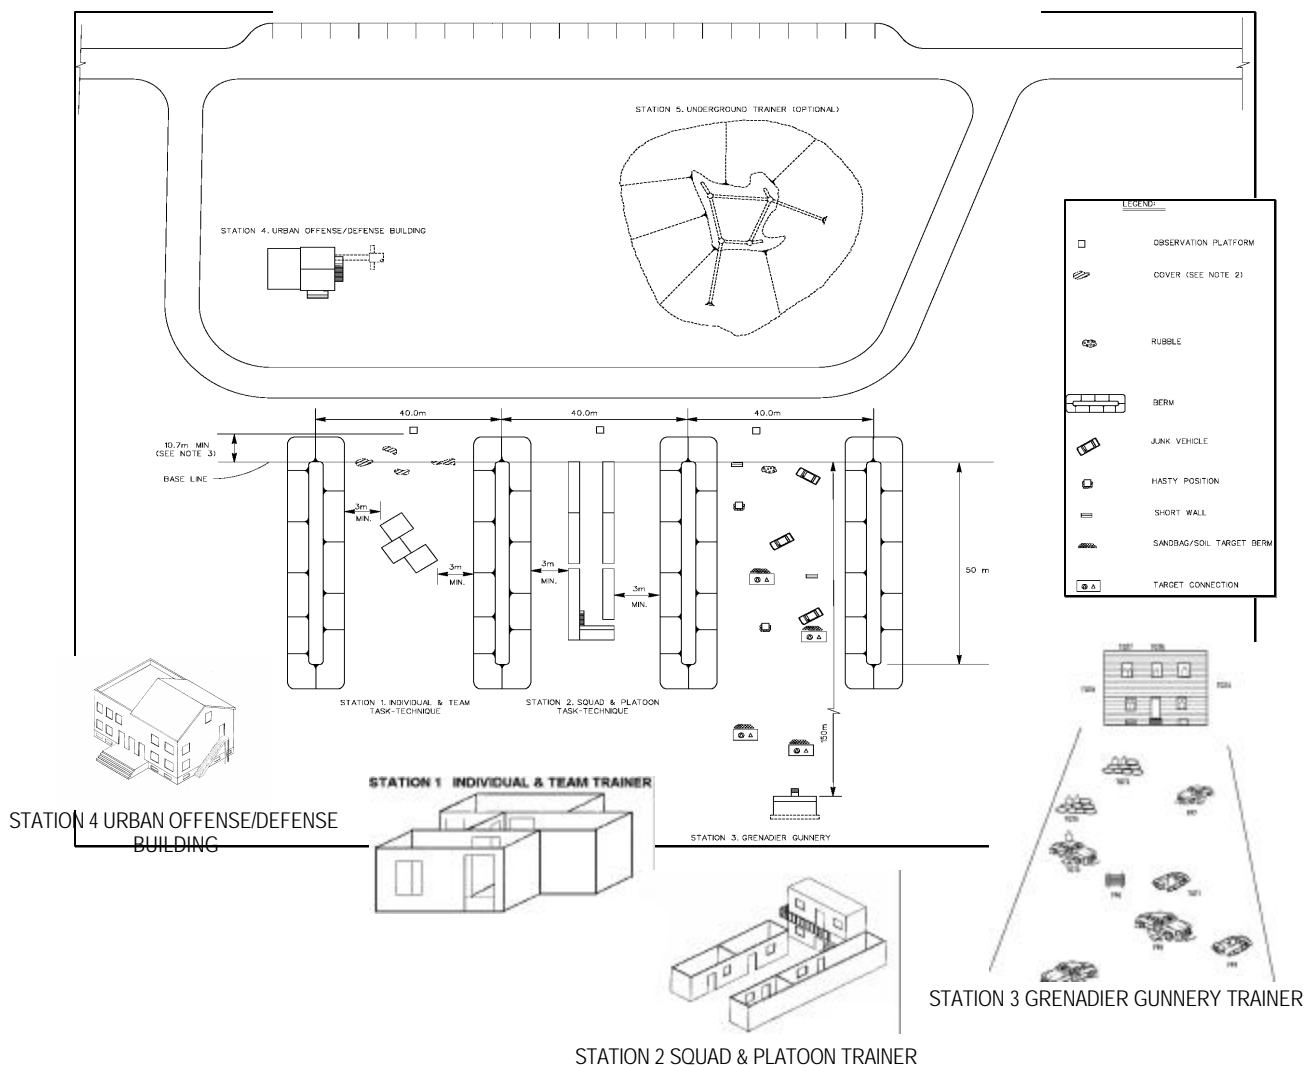 STATION 5. UNDERGROUND TRAINER (OPTIONAL)
STATION 4. URBAN OFFENSE/DEFENSE BUILDING
LEGEND:
OBSERVATION PLATFORM
COVER (SEE NOTE 2)
RUBBLE
BERM
JUNK VEHICLE
HASTY POSITION
SHORT WALL
SANDBAG/SOIL TARGET BERM
TARGET CONNECTION
40.0m
40.0m
40.0m
10.7m MIN
(SEE NOTE 3)
BASE LINE
3m
MIN.
3m
MIN.
3m
MIN.
3m
MIN.
50 m
150m
STATION 1. INDIVIDUAL & TEAM
TASK-TECHNIQUE
STATION 2. SQUAD & PLATOON
TASK-TECHNIQUE
STATION 3. GRENADIER GUNNERY
STATION 4 URBAN OFFENSE/DEFENSE
BUILDING
STATION 1 INDIVIDUAL & TEAM TRAINER
STATION 2 SQUAD & PLATOON TRAINER
STATION 3 GRENADIER GUNNERY TRAINER